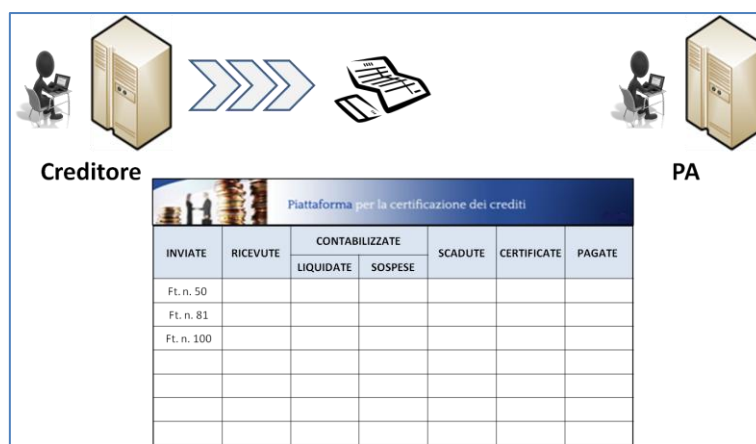 Creditore
PA
Piattaforma per la certificazione dei crediti
INVIATE RICEVUTE CONTABILIZZATE SCADUTE CERTIFICATE PAGATE
LIQUIDATE SOSPESE
Ft. n. 50
Ft. n. 81
Ft. n. 100